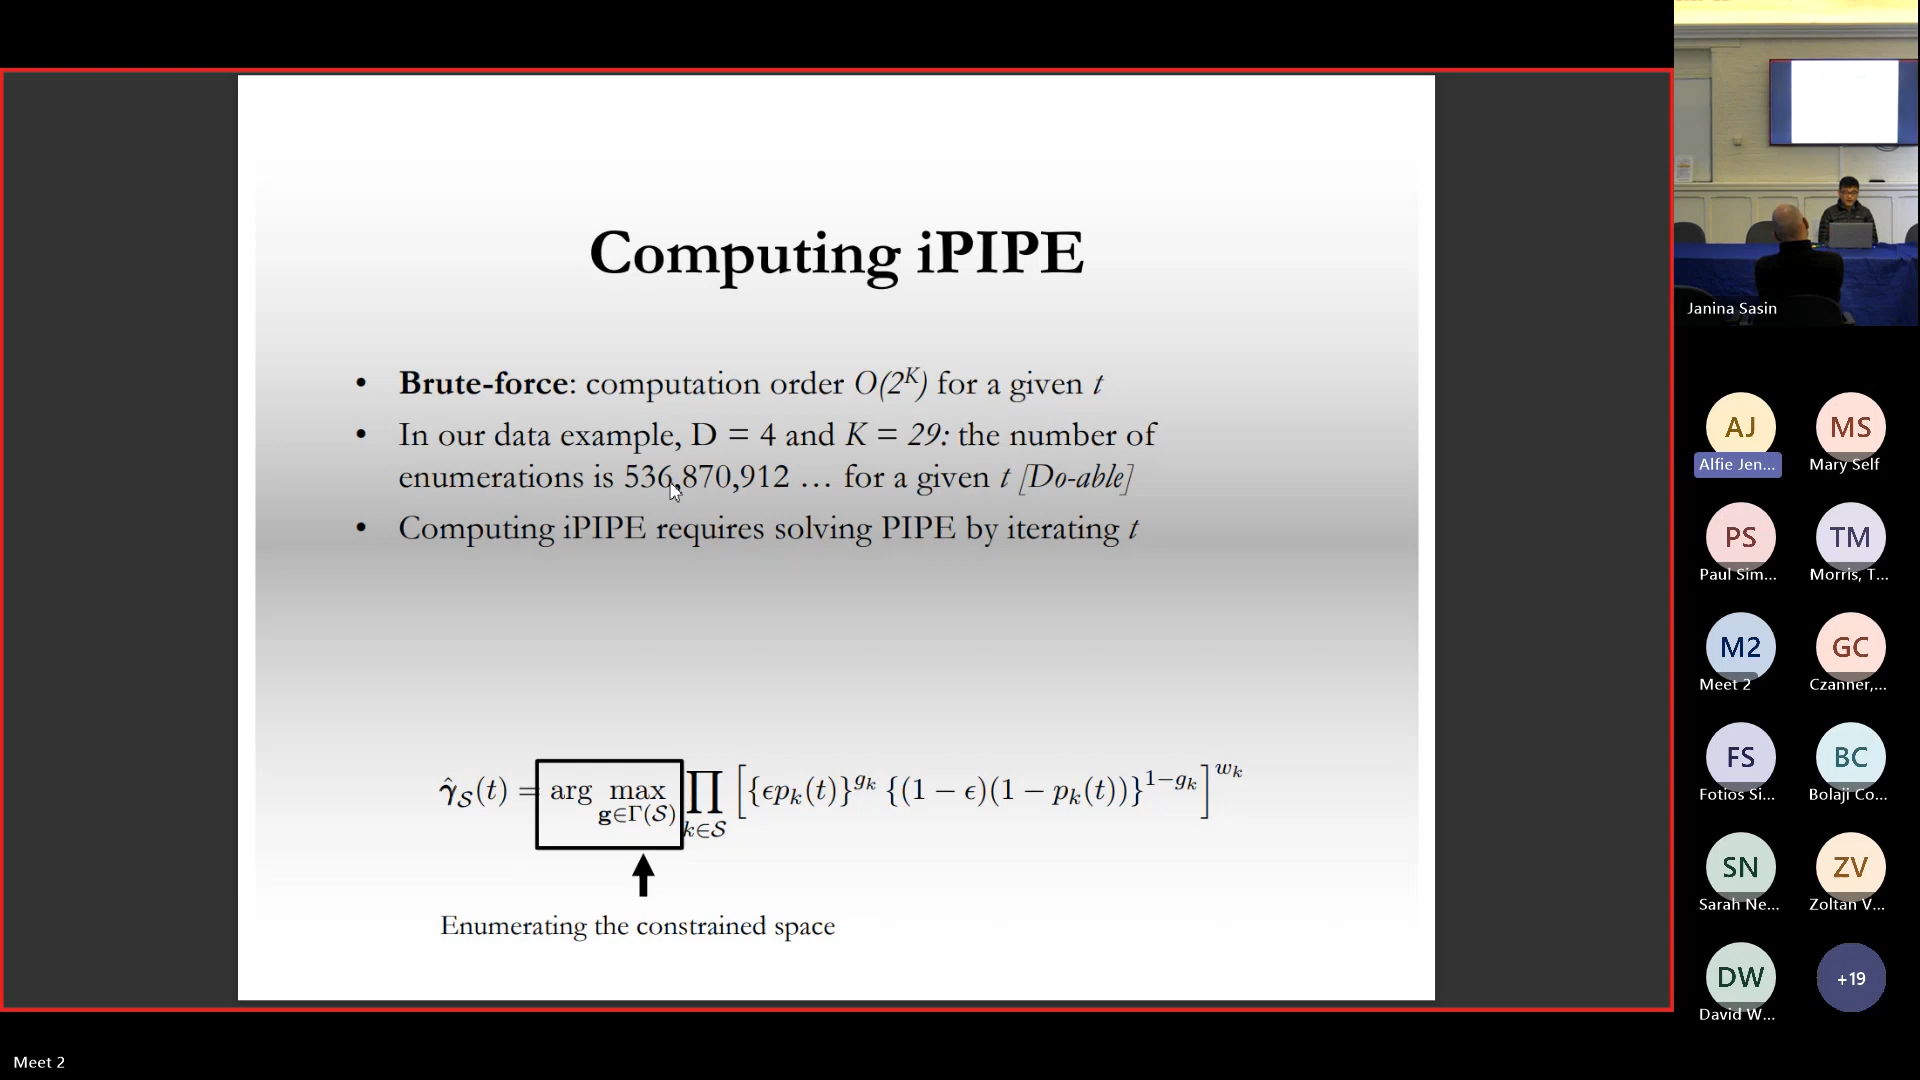 Computing iPIPE
• Brute-force: computation order O(2^K) for a given t
• In our data example, D = 4 and K = 29: the number of
enumerations is 536,870,912 … for a given t [Do-able]
• Computing iPIPE requires solving PIPE by iterating t
γ̂_𝒮(t) = arg max_{g∈Γ(𝒮)} ∏_{k∈𝒮} [{ϵp_k(t)}^{g_k} {(1 − ϵ)(1 − p_k(t))}^{1−g_k}]^{w_k}
Enumerating the constrained space
Janina Sasin
AJ MS
Alfie Jen... Mary Self
PS TM
Paul Sim... Morris, T...
M2 GC
Meet 2 Czanner,...
FS BC
Fotios Si... Bolaji Co...
SN ZV
Sarah Ne... Zoltan V...
DW +19
David W...
Meet 2